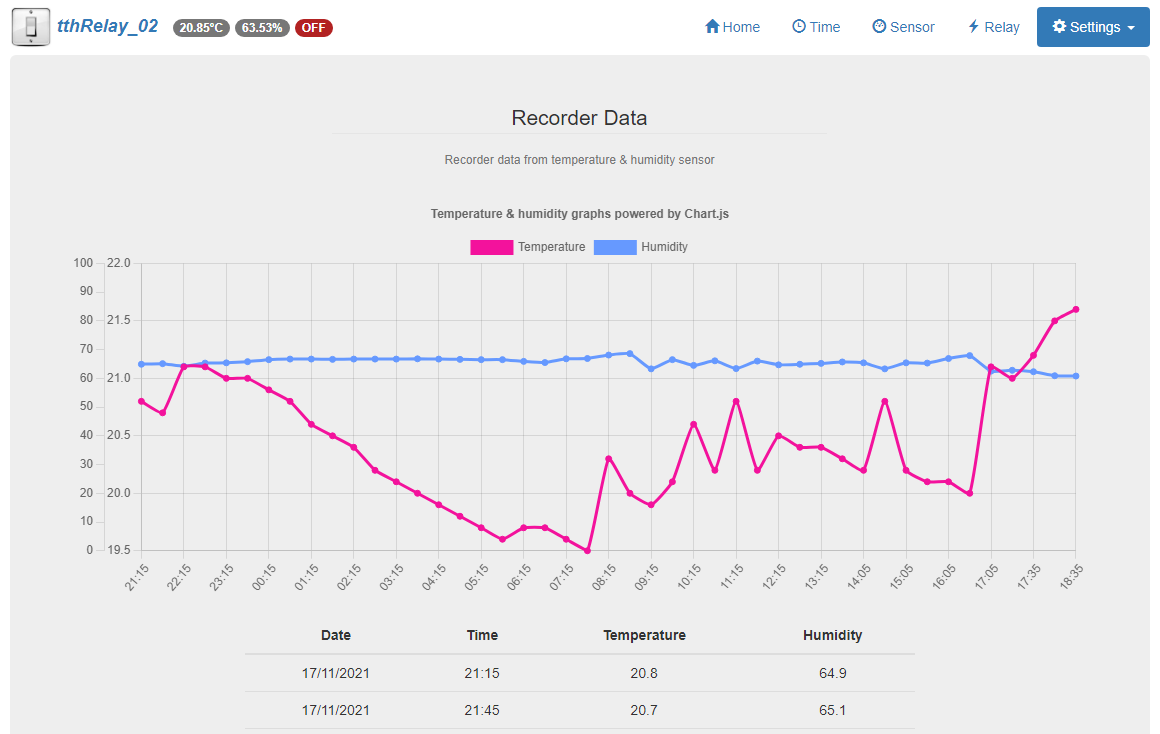 tthRelay_02 20.85°C 63.53% OFF Home Time Sensor Relay Settings
Recorder Data
Recorder data from temperature & humidity sensor
Temperature & humidity graphs powered by Chart.js
Temperature Humidity
100 22.0
90
80 21.5
70
60 21.0
50
40 20.5
30
20 20.0
10
0 19.5
21:15 22:15 23:15 00:15 01:15 02:15 03:15 04:15 05:15 06:15 07:15 08:15 09:15 10:15 11:15 12:15 13:15 14:05 15:05 16:05 17:05 17:35 18:35
Date Time Temperature Humidity
17/11/2021 21:15 20.8 64.9
17/11/2021 21:45 20.7 65.1